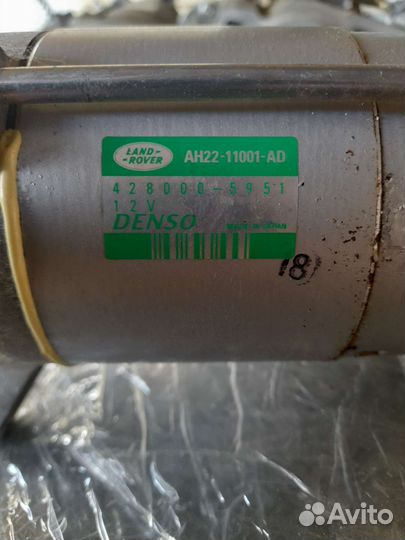 LAND-
-ROVER
AH22-11001-AD
428000-5951
12V
DENSO MADE IN JAPAN
18
Avito